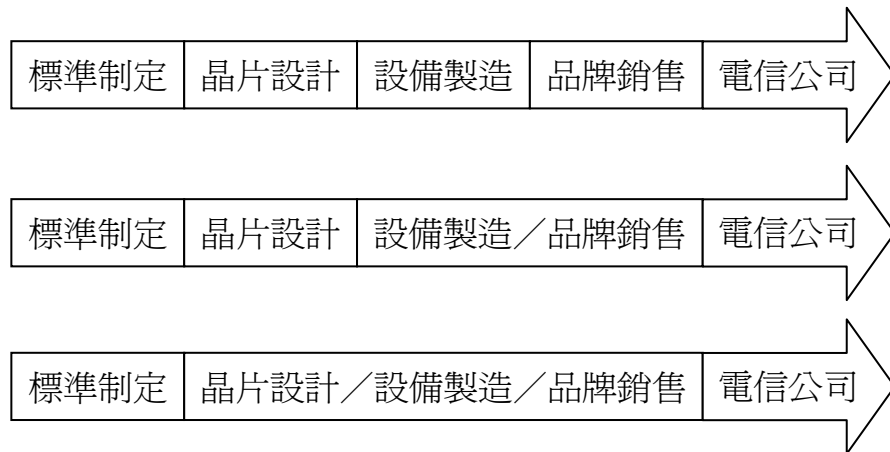 標準制定 晶片設計 設備製造 品牌銷售 電信公司
標準制定 晶片設計 設備製造／品牌銷售 電信公司
標準制定 晶片設計／設備製造／品牌銷售 電信公司